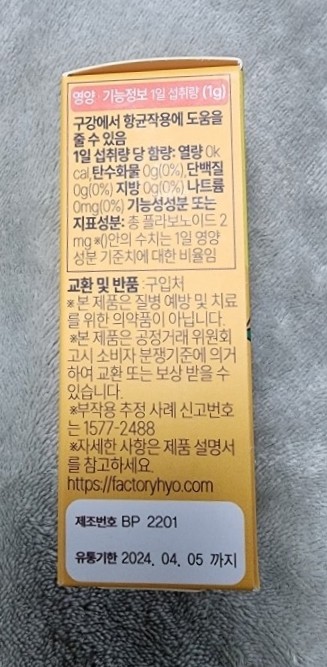 영양 기능정보 1일 섭취량 (1g)
구강에서 항균작용에 도움을
줄 수 있음
1일 섭취량 당 함량: 열량 0k
cal,탄수화물 0g(0%),단백질
0g(0%) 지방 0g(0%) 나트륨
0mg(0%) 기능성성분 또는
지표성분: 총 플라보노이드 2
mg ※()안의 수치는 1일 영양
성분 기준치에 대한 비율임
교환 및 반품 : 구입처
※ 본 제품은 질병 예방 및 치료
를 위한 의약품이 아닙니다.
※본 제품은 공정거래 위원회
고시 소비자 분쟁기준에 의거
하여 교환 또는 보상 받을 수
있습니다.
※부작용 추정 사례 신고번호
는 1577-2488
※자세한 사항은 제품 설명서
를 참고하세요.
https://factoryhyo.com
제조번호 BP 2201
유통기한 2024. 04. 05 까지